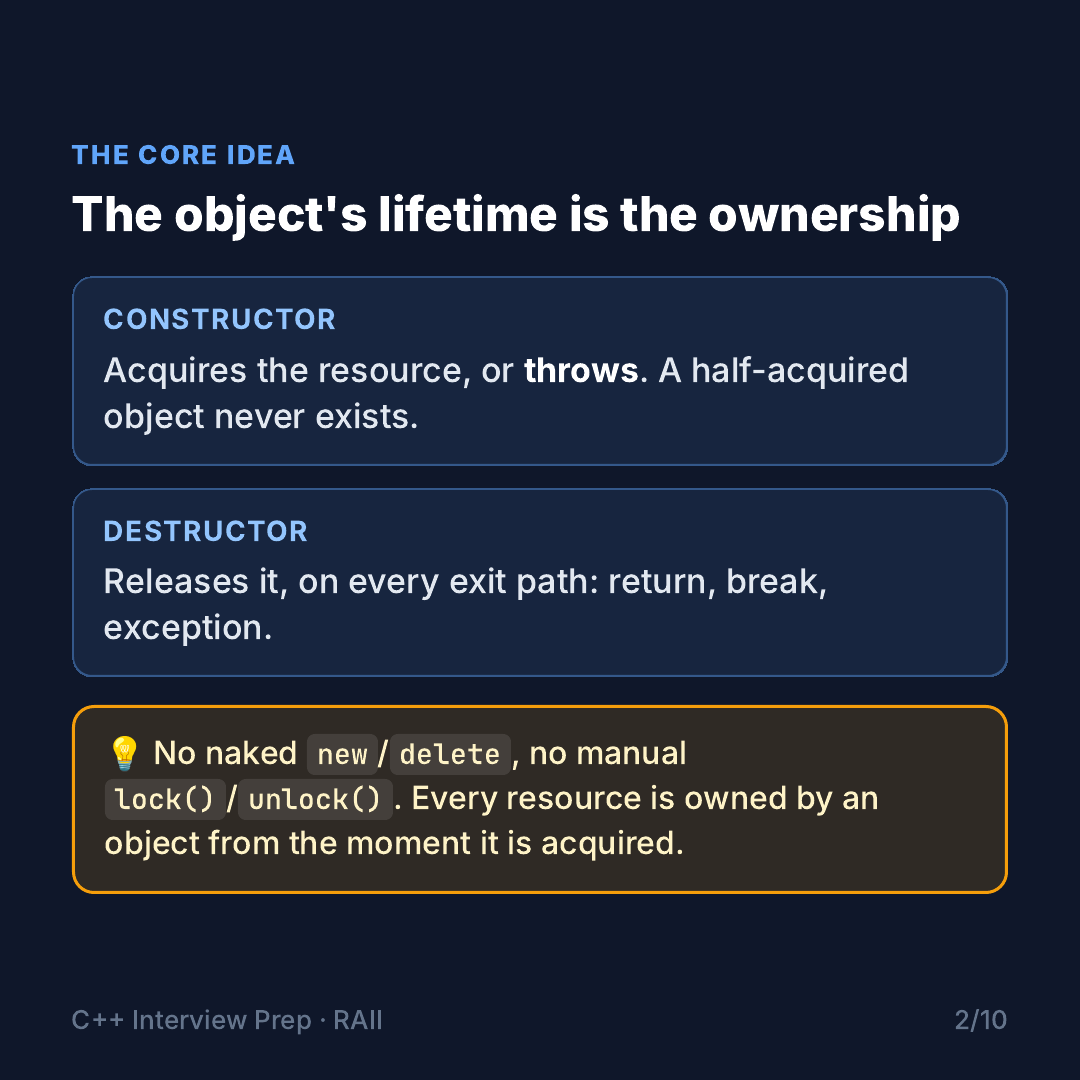 THE CORE IDEA
The object's lifetime is the ownership
CONSTRUCTOR
Acquires the resource, or throws. A half-acquired
object never exists.
DESTRUCTOR
Releases it, on every exit path: return, break,
exception.
💡 No naked new/delete, no manual
lock()/unlock(). Every resource is owned by an
object from the moment it is acquired.
C++ Interview Prep · RAII
2/10